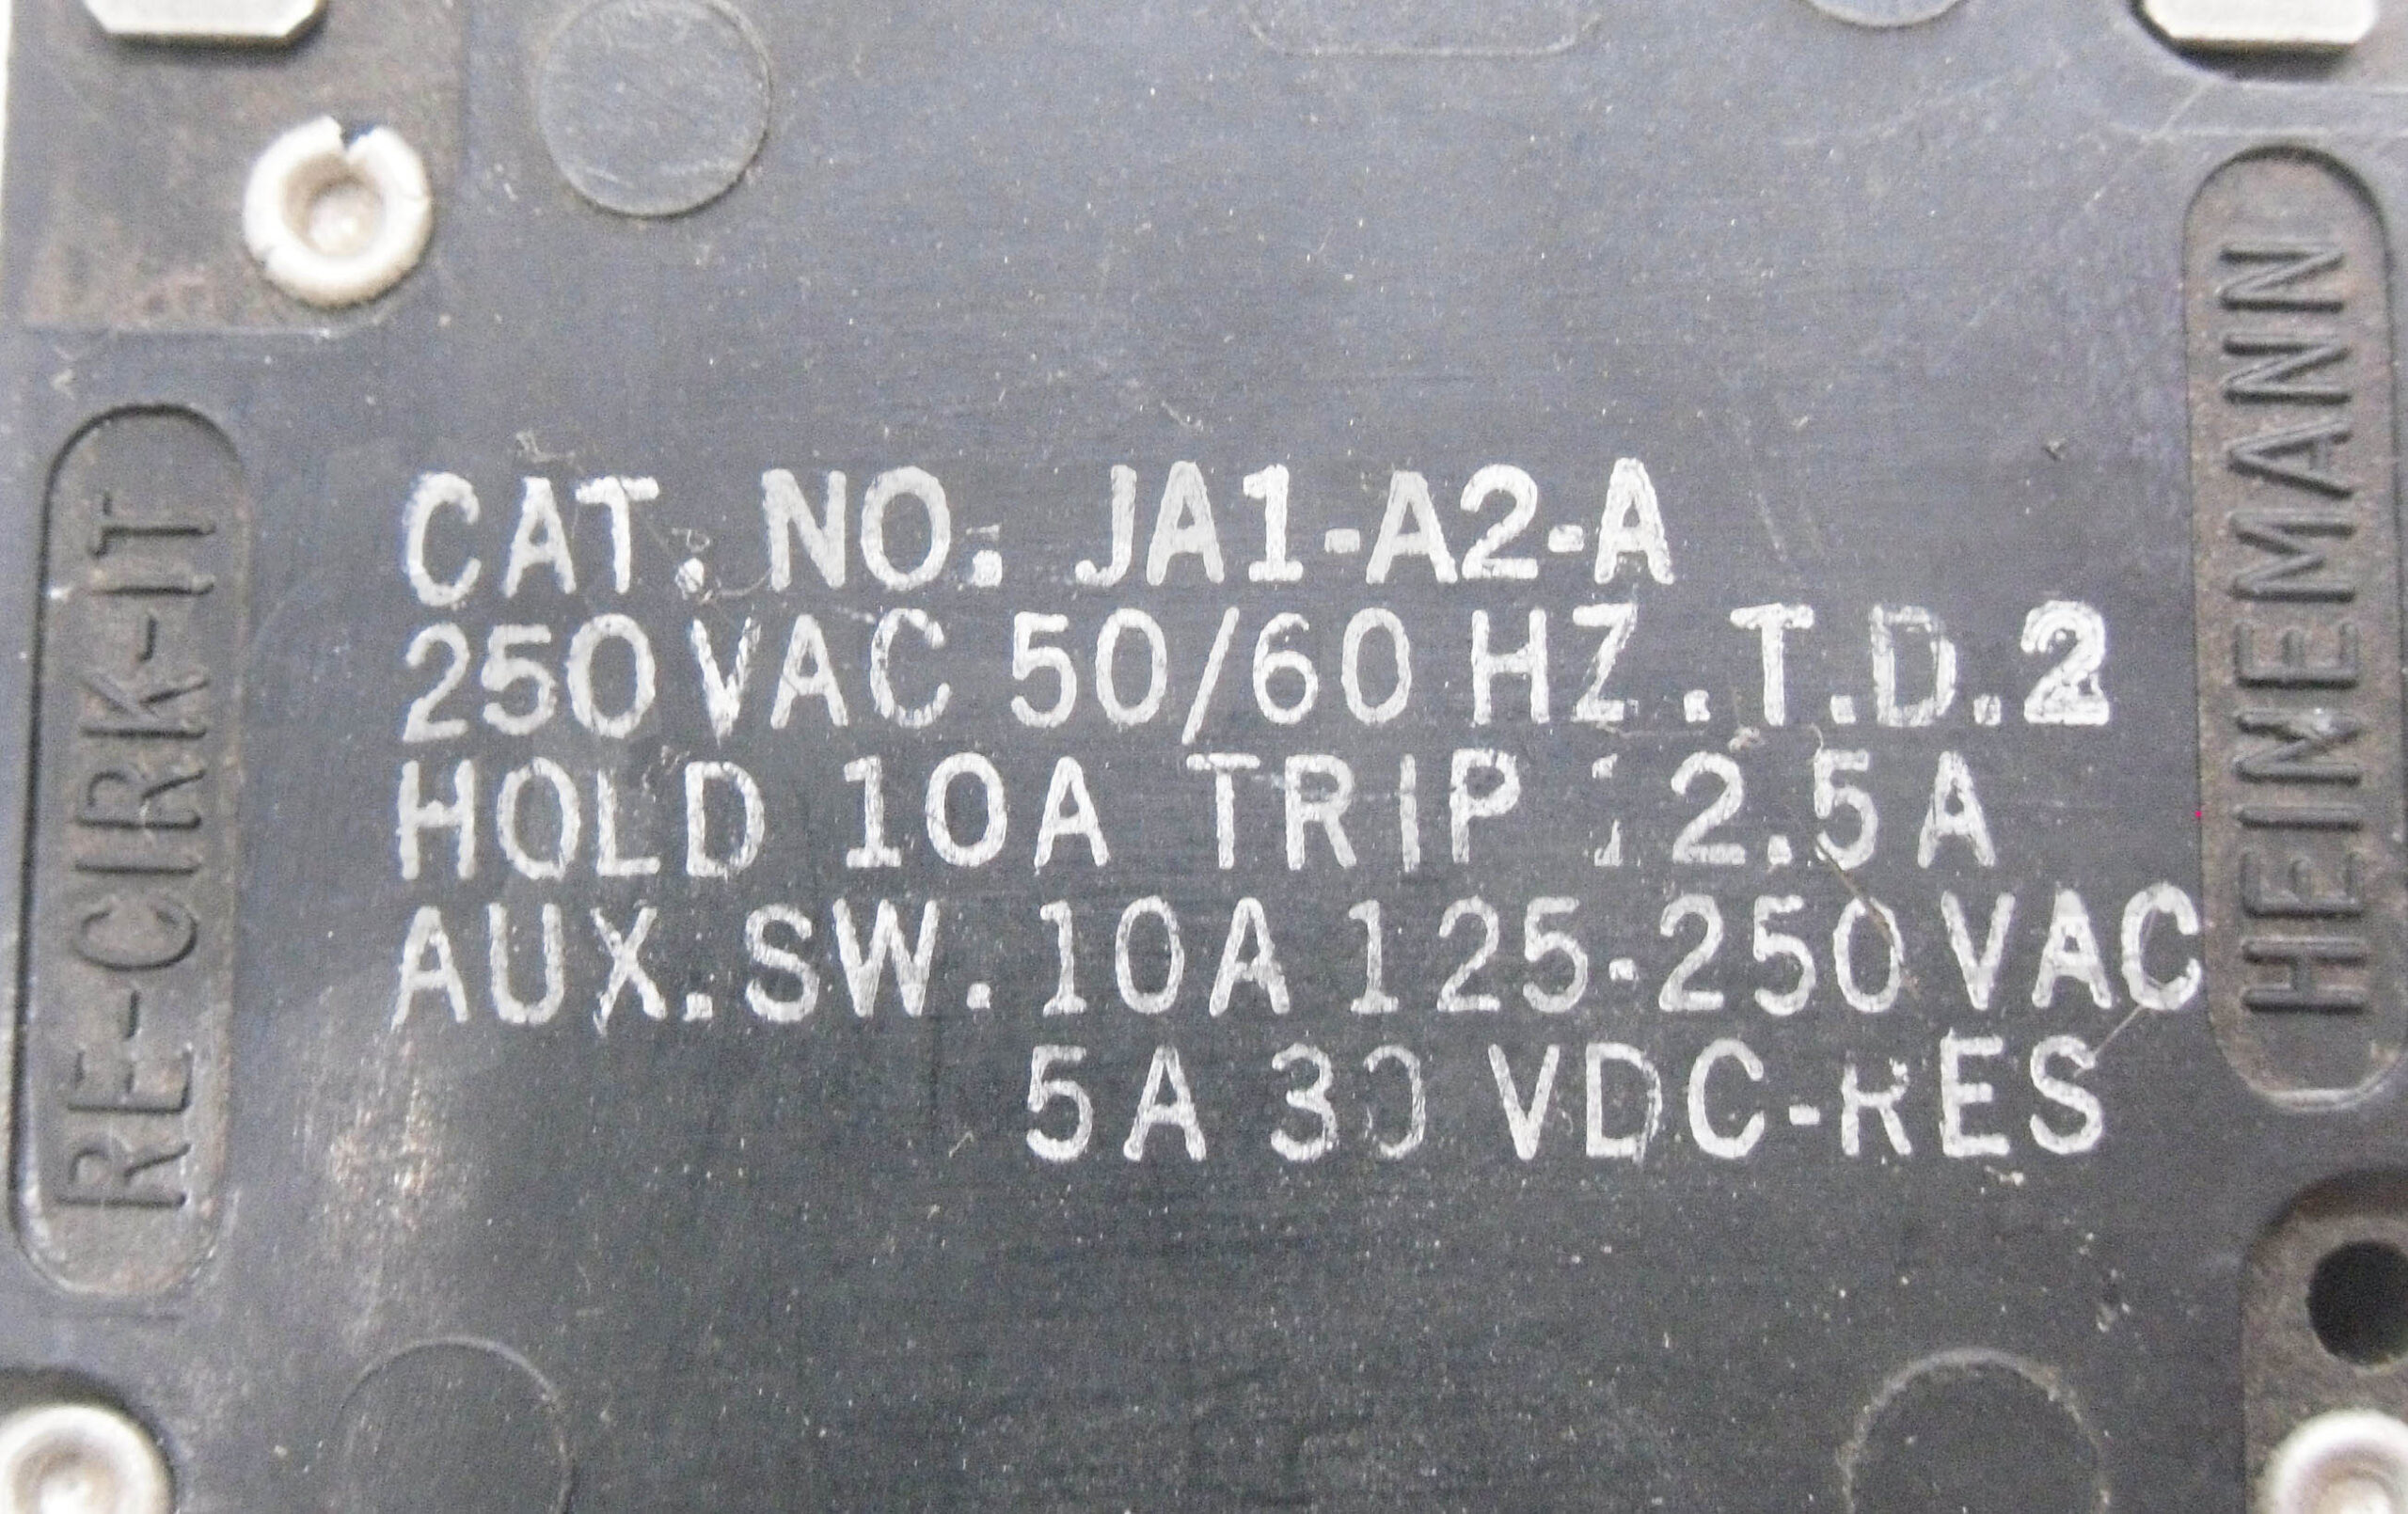 RE-CIRK-IT
CAT. NO. JA1-A2-A
250 VAC 50/60 HZ. T.D.2
HOLD 10A TRIP 12.5 A
AUX. SW. 10A 125-250 VAC
5A 30 VDC-RES
HEINEMANN